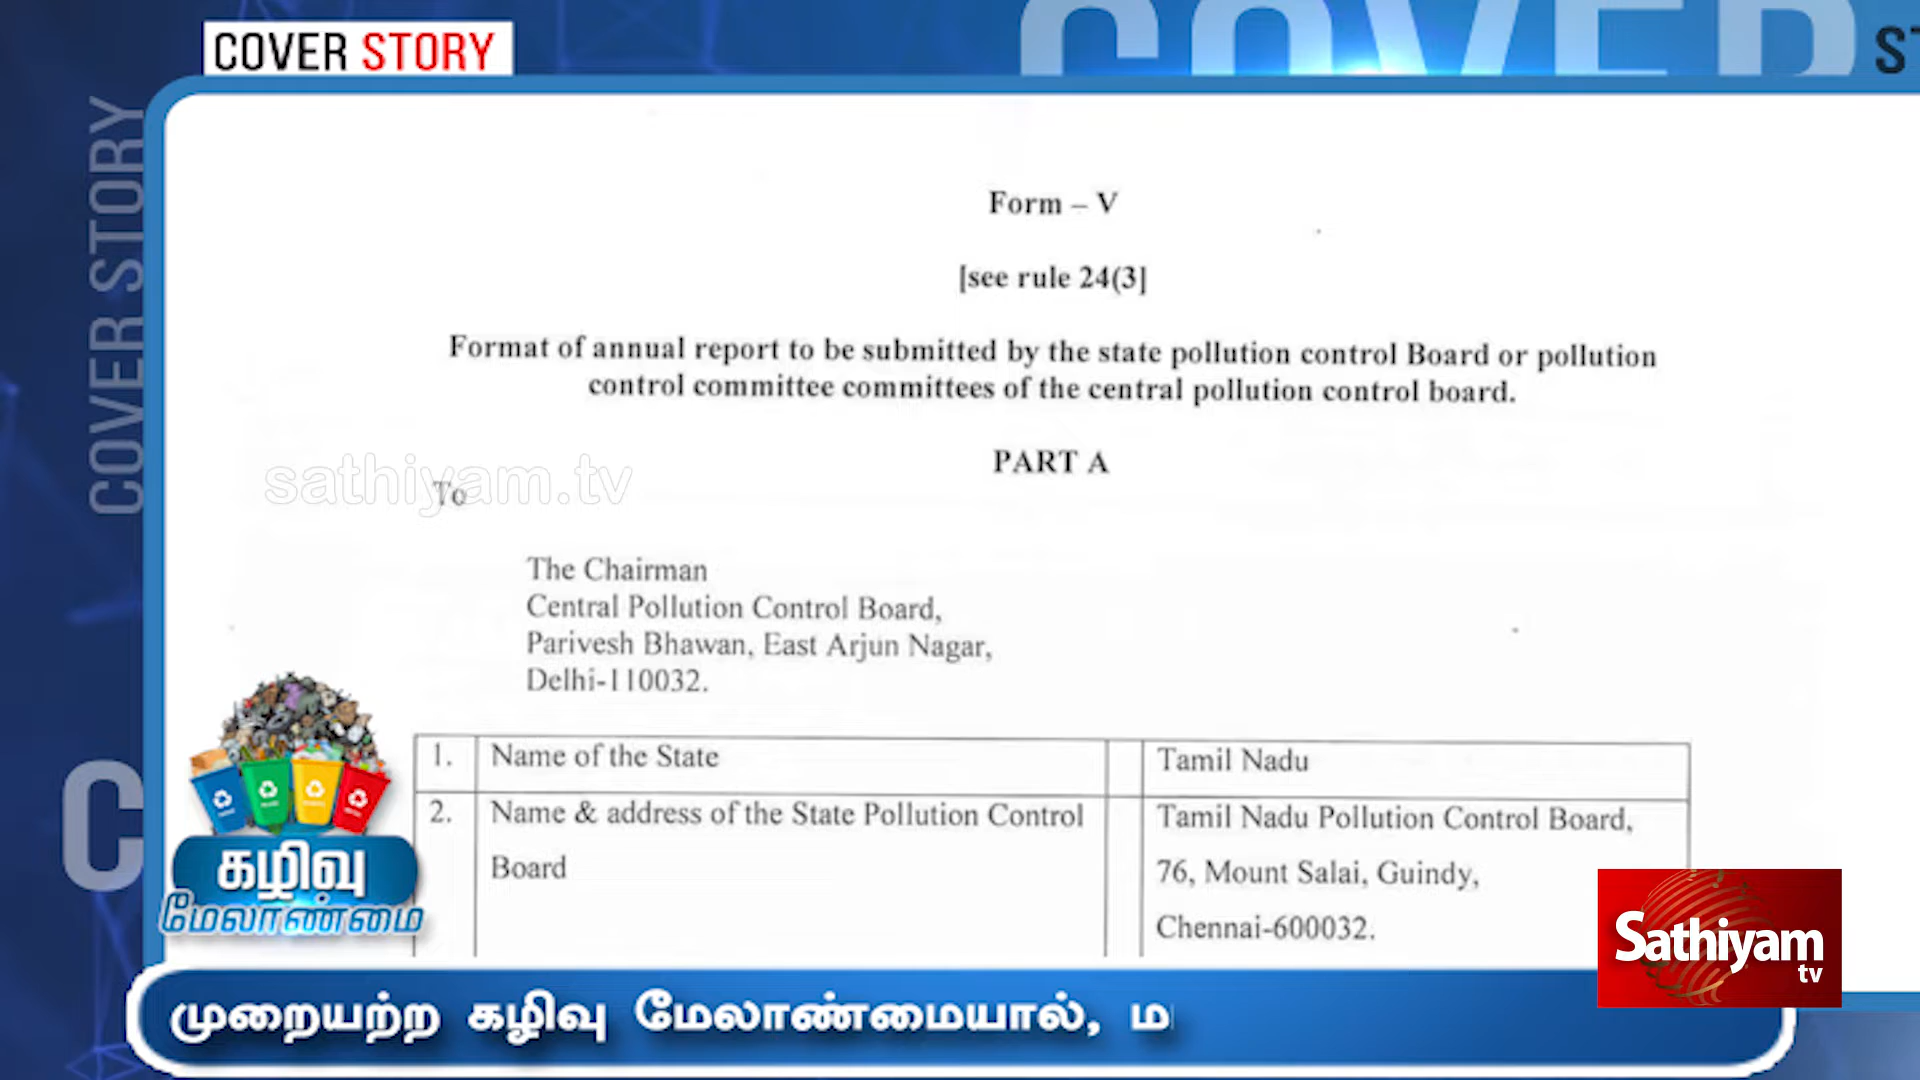 COVER STORY
COVER
ST
COVER STORY
Form – V
[see rule 24(3]
Format of annual report to be submitted by the state pollution control Board or pollution
control committee committees of the central pollution control board.
PART A
sathiyam.tv
To
The Chairman
Central Pollution Control Board,
Parivesh Bhawan, East Arjun Nagar,
Delhi-110032.
1. Name of the State Tamil Nadu
2. Name & address of the State Pollution Control Tamil Nadu Pollution Control Board,
Board 76, Mount Salai, Guindy,
Chennai-600032.
C
கழிவு
மேலாண்மை
Sathiyam
tv
முறையற்ற கழிவு மேலாண்மையால், ம